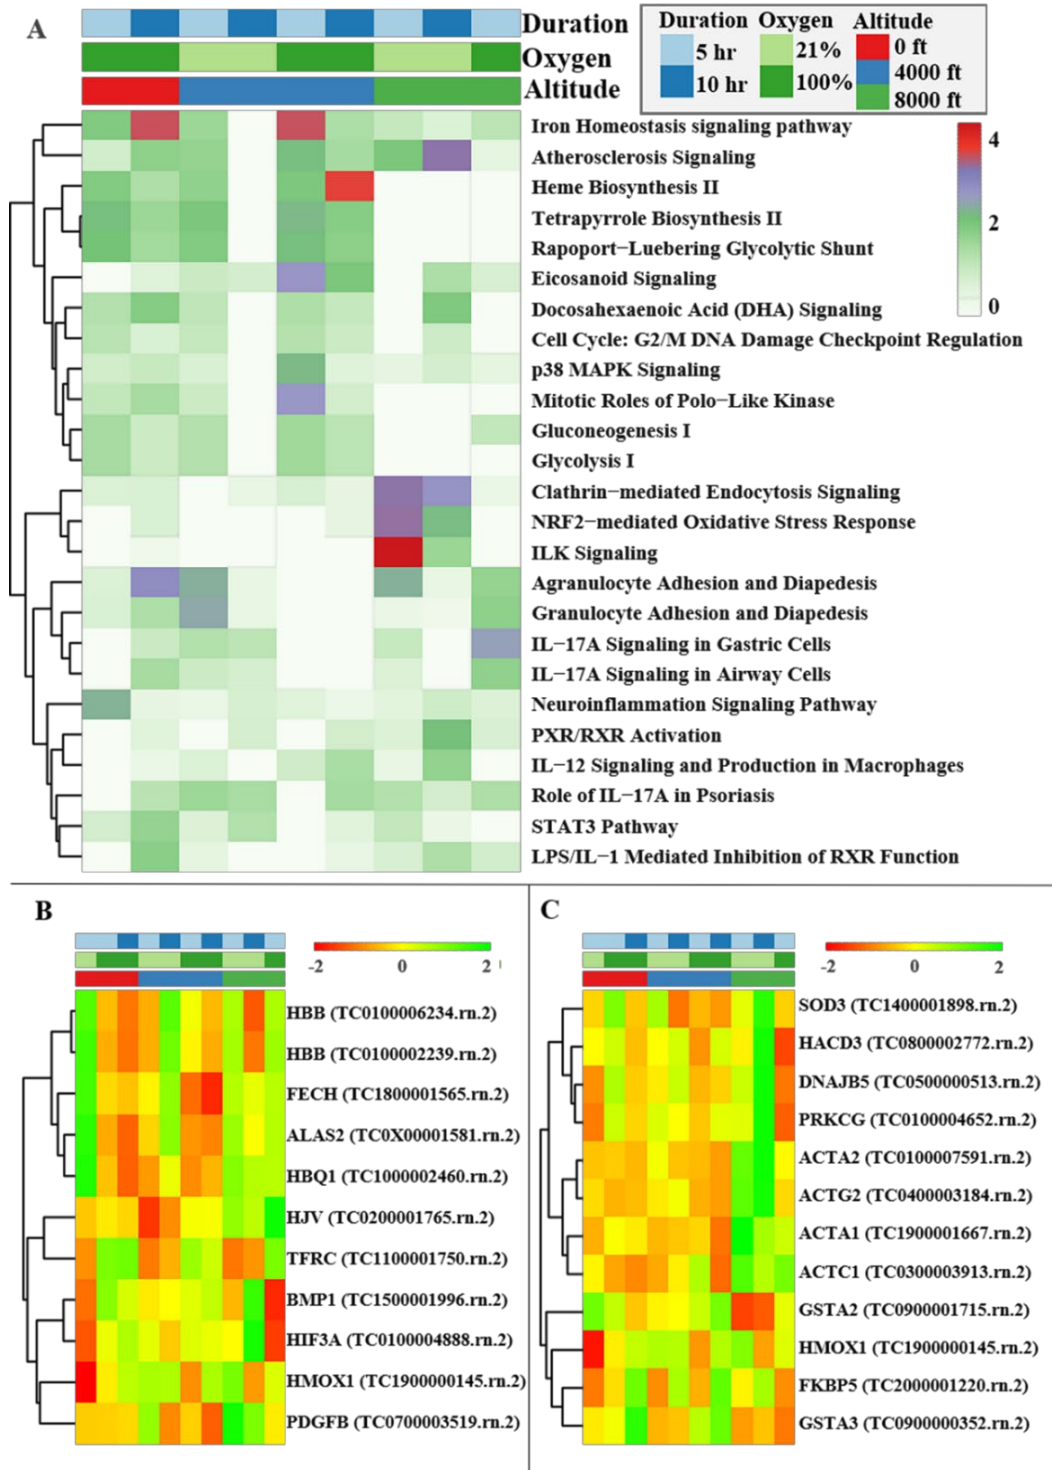 A
Duration
Oxygen
Altitude
Duration Oxygen Altitude
5 hr 21% 0 ft
10 hr 100% 4000 ft
8000 ft
Iron Homeostasis signaling pathway
Atherosclerosis Signaling
Heme Biosynthesis II
Tetrapyrrole Biosynthesis II
Rapoport−Luebering Glycolytic Shunt
Eicosanoid Signaling
Docosahexaenoic Acid (DHA) Signaling
Cell Cycle: G2/M DNA Damage Checkpoint Regulation
p38 MAPK Signaling
Mitotic Roles of Polo−Like Kinase
Gluconeogenesis I
Glycolysis I
Clathrin−mediated Endocytosis Signaling
NRF2−mediated Oxidative Stress Response
ILK Signaling
Agranulocyte Adhesion and Diapedesis
Granulocyte Adhesion and Diapedesis
IL−17A Signaling in Gastric Cells
IL−17A Signaling in Airway Cells
Neuroinflammation Signaling Pathway
PXR/RXR Activation
IL−12 Signaling and Production in Macrophages
Role of IL−17A in Psoriasis
STAT3 Pathway
LPS/IL−1 Mediated Inhibition of RXR Function
4
2
0
B
-2 0 2
HBB (TC0100006234.rn.2)
HBB (TC0100002239.rn.2)
FECH (TC1800001565.rn.2)
ALAS2 (TC0X00001581.rn.2)
HBQ1 (TC1000002460.rn.2)
HJV (TC0200001765.rn.2)
TFRC (TC1100001750.rn.2)
BMP1 (TC1500001996.rn.2)
HIF3A (TC0100004888.rn.2)
HMOX1 (TC1900000145.rn.2)
PDGFB (TC0700003519.rn.2)
C
-2 0 2
SOD3 (TC1400001898.rn.2)
HACD3 (TC0800002772.rn.2)
DNAJB5 (TC0500000513.rn.2)
PRKCG (TC0100004652.rn.2)
ACTA2 (TC0100007591.rn.2)
ACTG2 (TC0400003184.rn.2)
ACTA1 (TC1900001667.rn.2)
ACTC1 (TC0300003913.rn.2)
GSTA2 (TC0900001715.rn.2)
HMOX1 (TC1900000145.rn.2)
FKBP5 (TC2000001220.rn.2)
GSTA3 (TC0900000352.rn.2)